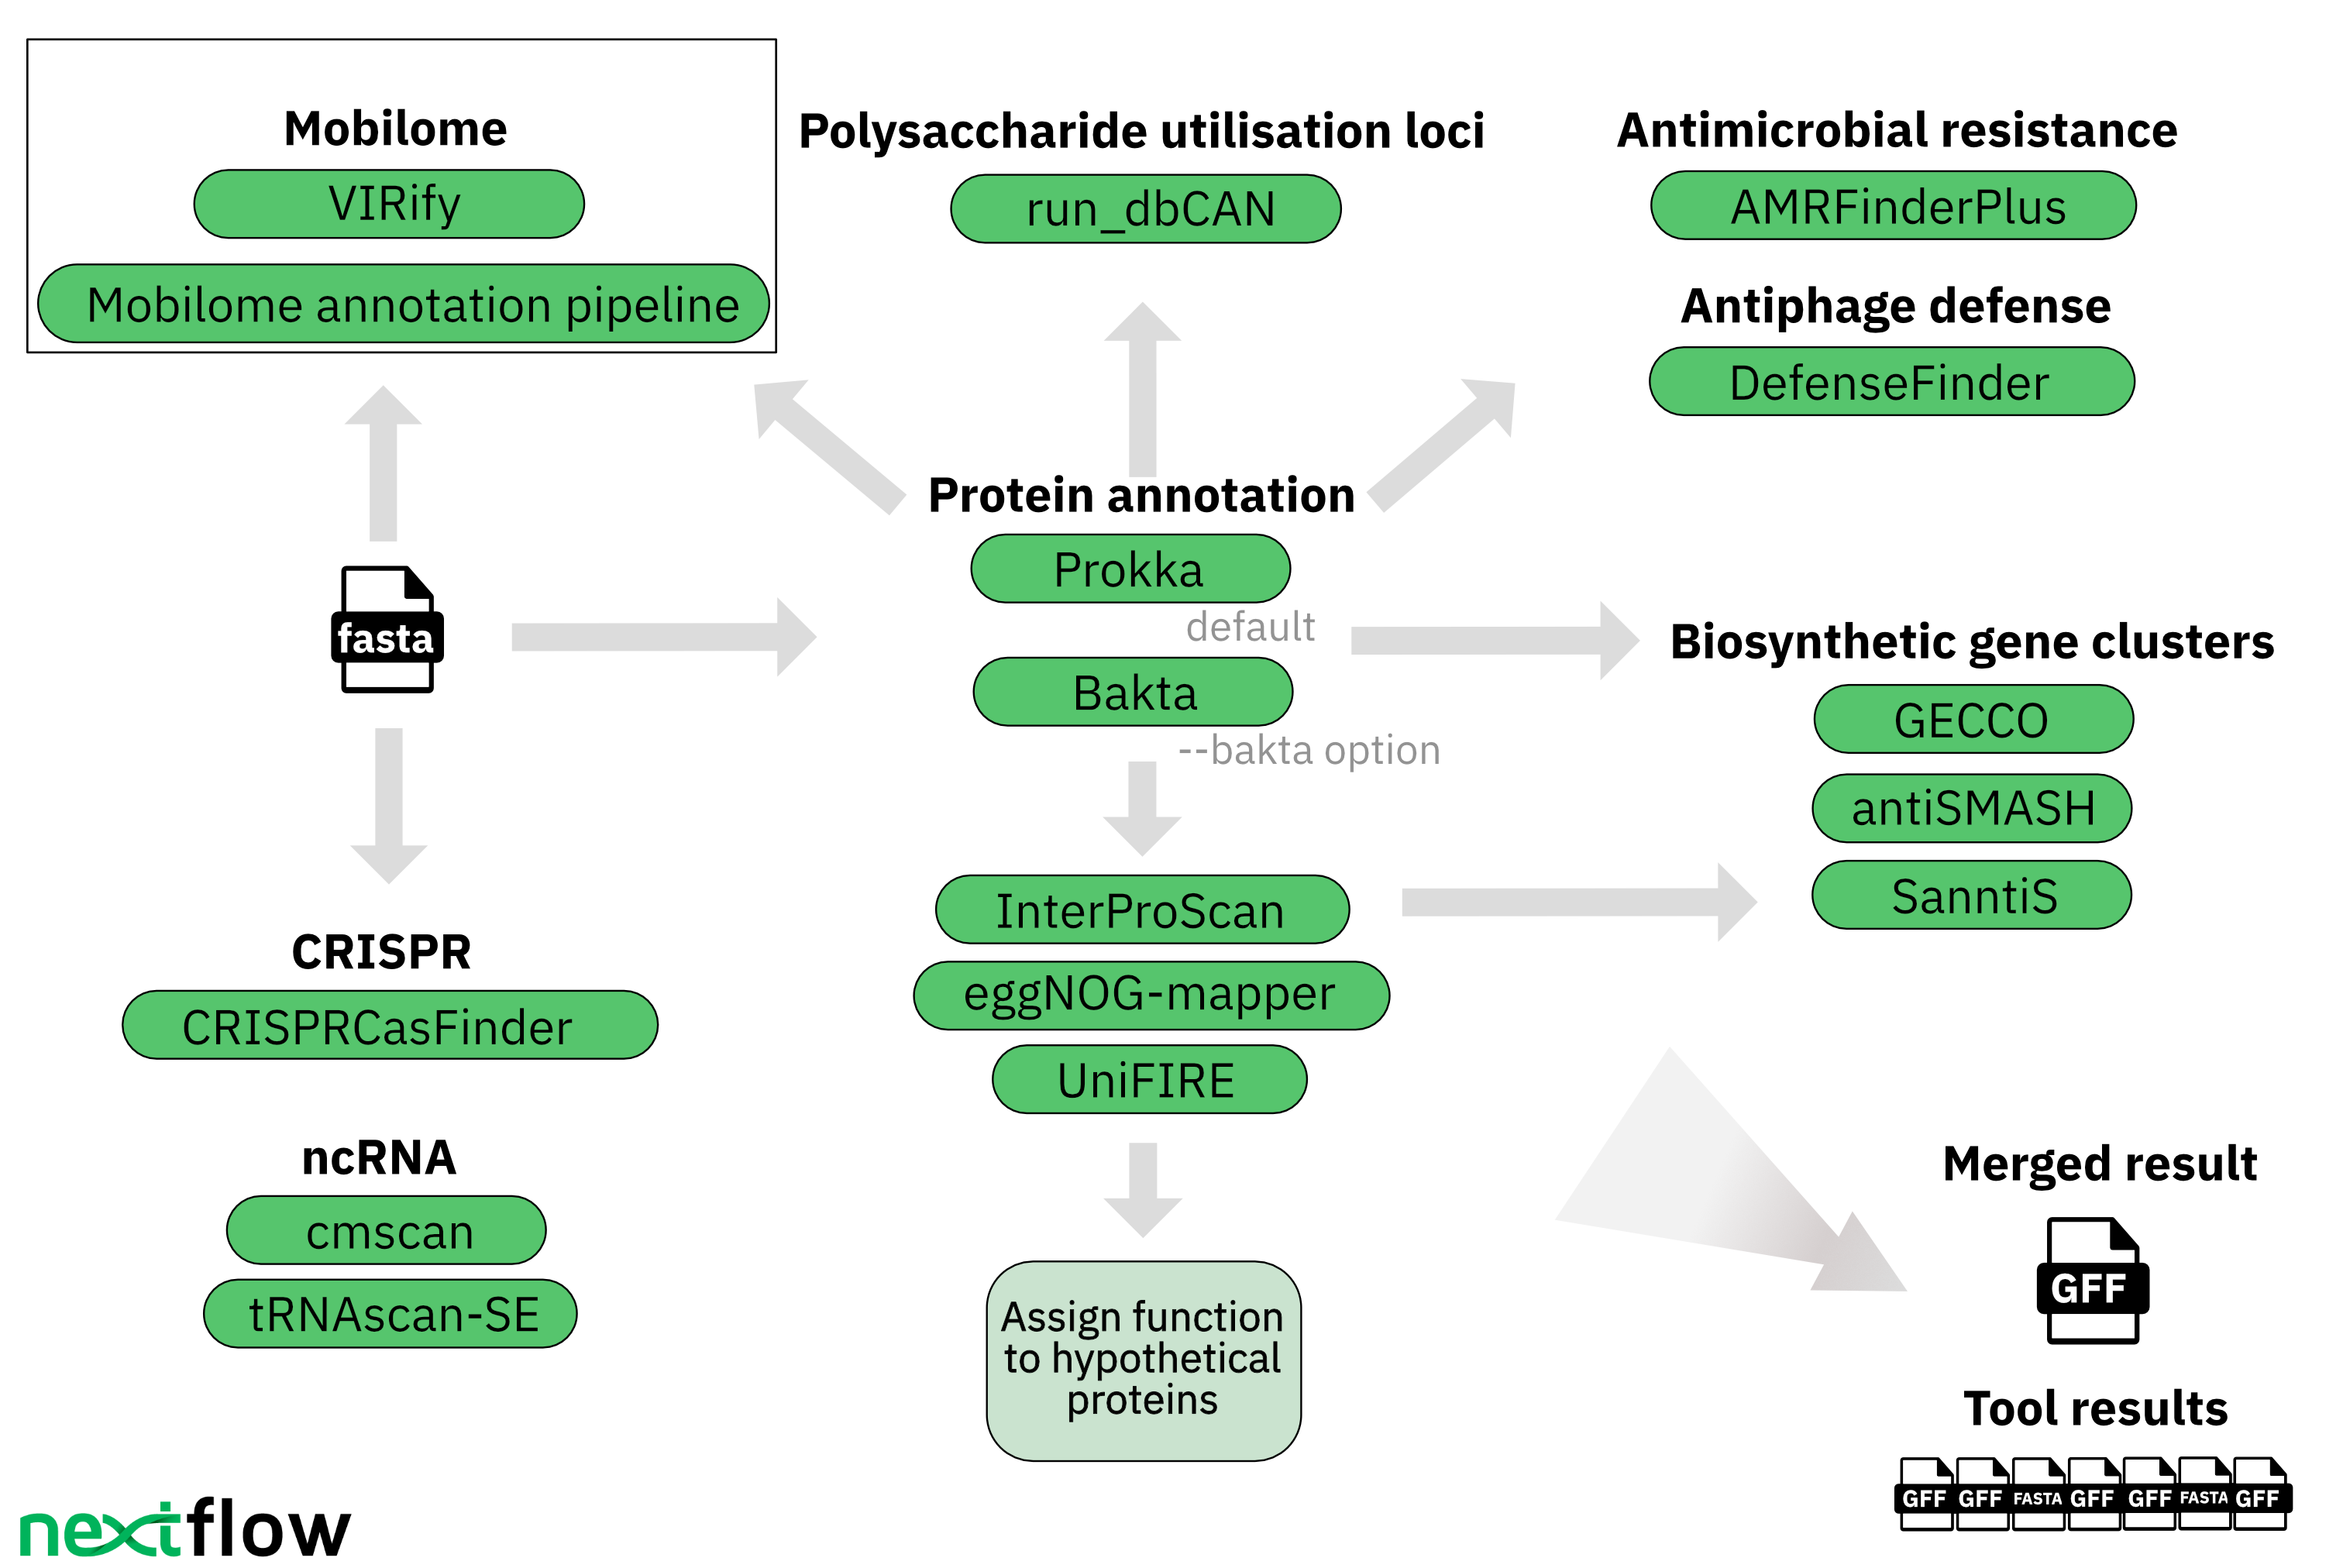 Mobilome
VIRify
Mobilome annotation pipeline
Polysaccharide utilisation loci
run_dbCAN
Antimicrobial resistance
AMRFinderPlus
Antiphage defense
DefenseFinder
fasta
Protein annotation
Prokka
default
Bakta
--bakta option
Biosynthetic gene clusters
GECCO
antiSMASH
SanntiS
InterProScan
eggNOG-mapper
UniFIRE
CRISPR
CRISPRCasFinder
ncRNA
cmscan
tRNAscan-SE
Assign function
to hypothetical
proteins
Merged result
GFF
Tool results
GFF GFF FASTA GFF GFF FASTA GFF
nextflow